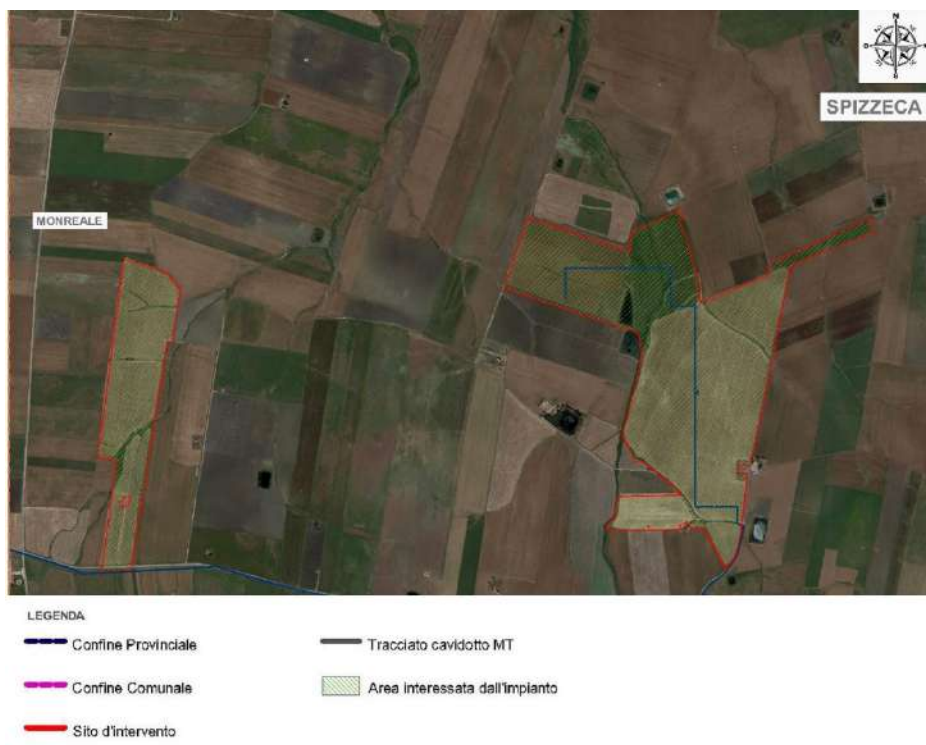 N
SPIZZECA
MONREALE
LEGENDA
Confine Provinciale
Tracciato cavidotto MT
Confine Comunale
Area interessata dall'impianto
Sito d'intervento